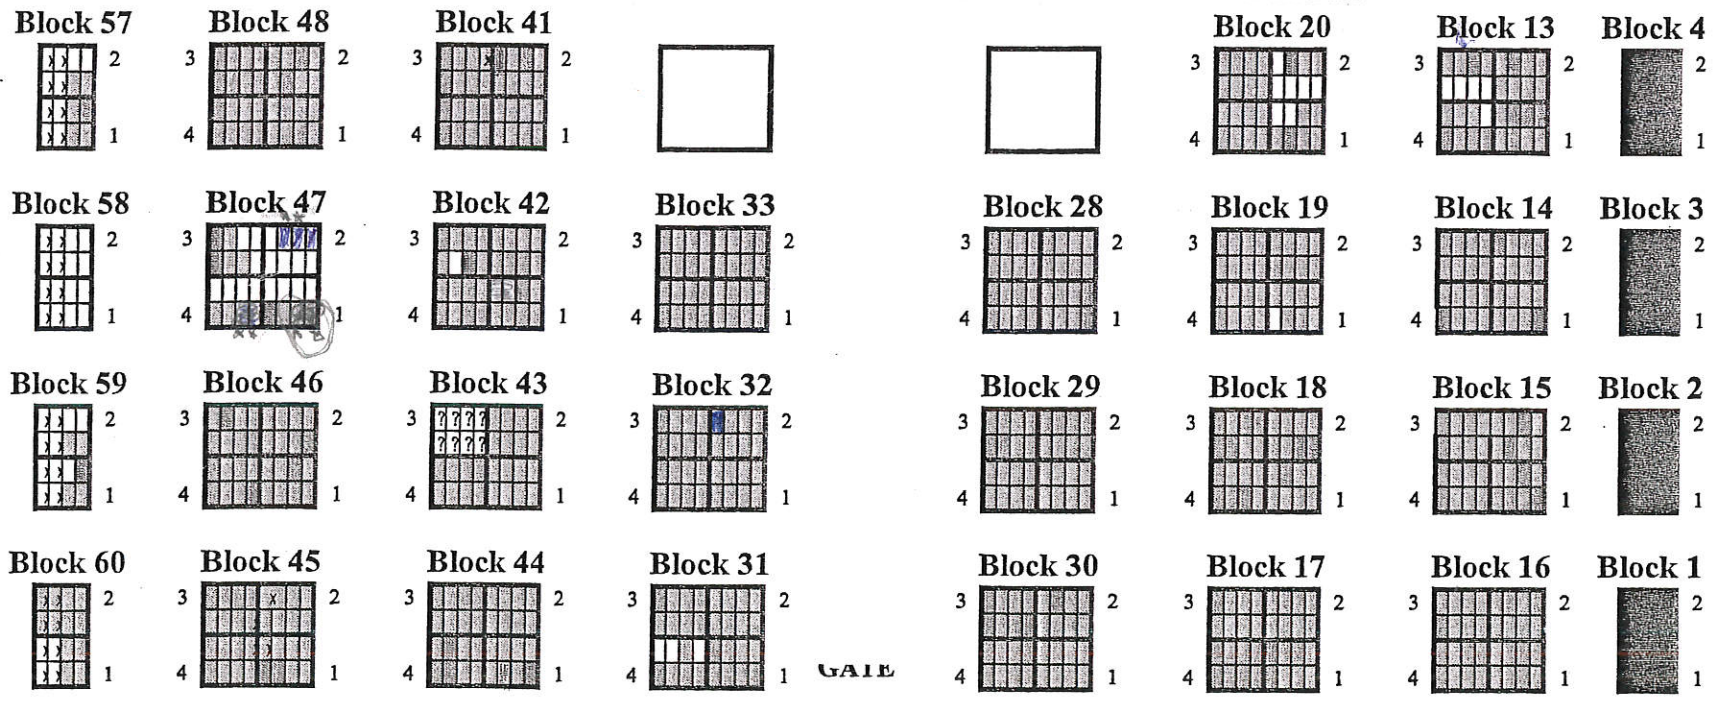 Block 57 Block 48 Block 41 Block 20 Block 13 Block 4
2 3 2 3 2 3 2 3 2 2
x x
x
x x
x x
x x
1 4 1 4 1 4 1 4 1 1
Block 58 Block 47 Block 42 Block 33 Block 28 Block 19 Block 14 Block 3
2 3 2 3 2 3 2 3 2 3 2 3 2 2
x x
x x
x x
x x
1 4 1 4 1 4 1 4 1 4 1 4 1 1
Block 59 Block 46 Block 43 Block 32 Block 29 Block 18 Block 15 Block 2
2 3 2 3 2 3 2 3 2 3 2 3 2 2
x x ? ? ? ?
x x ? ? ? ?
x x
x x
1 4 1 4 1 4 1 4 1 4 1 4 1 1
Block 60 Block 45 Block 44 Block 31 Block 30 Block 17 Block 16 Block 1
2 3 2 3 2 3 2 3 2 3 2 3 2 2
x x x
x x
x x
x x
1 4 1 4 1 4 1 GATE 4 1 4 1 4 1 1